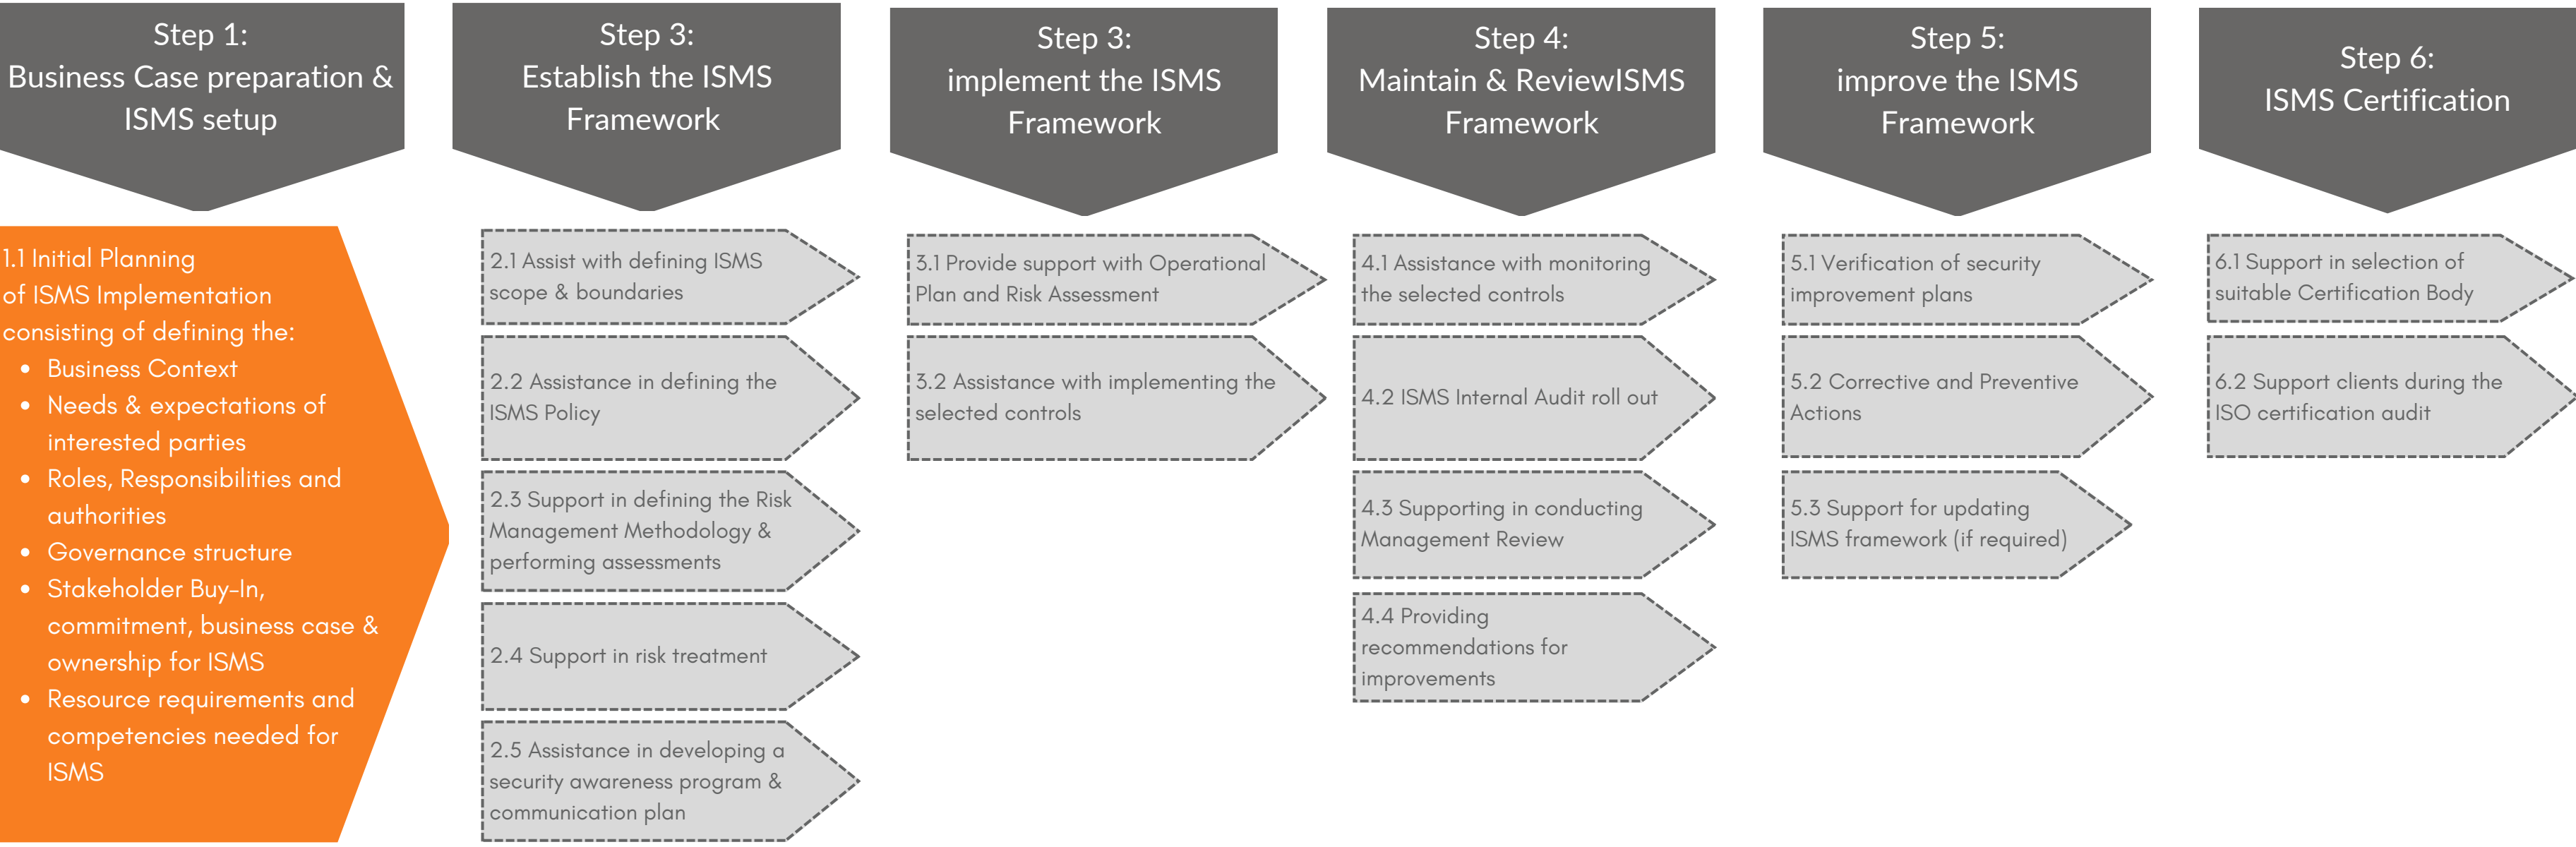 Step 1:
Business Case preparation &
ISMS setup
1.1 Initial Planning
of ISMS Implementation
consisting of defining the:
• Business Context
• Needs & expectations of
interested parties
• Roles, Responsibilities and
authorities
• Governance structure
• Stakeholder Buy-In,
commitment, business case &
ownership for ISMS
• Resource requirements and
competencies needed for
ISMS
Step 3:
Establish the ISMS
Framework
2.1 Assist with defining ISMS
scope & boundaries
2.2 Assistance in defining the
ISMS Policy
2.3 Support in defining the Risk
Management Methodology &
performing assessments
2.4 Support in risk treatment
2.5 Assistance in developing a
security awareness program &
communication plan
Step 3:
implement the ISMS
Framework
3.1 Provide support with Operational
Plan and Risk Assessment
3.2 Assistance with implementing the
selected controls
Step 4:
Maintain & ReviewISMS
Framework
4.1 Assistance with monitoring
the selected controls
4.2 ISMS Internal Audit roll out
4.3 Supporting in conducting
Management Review
4.4 Providing
recommendations for
improvements
Step 5:
improve the ISMS
Framework
5.1 Verification of security
improvement plans
5.2 Corrective and Preventive
Actions
5.3 Support for updating
ISMS framework (if required)
Step 6:
ISMS Certification
6.1 Support in selection of
suitable Certification Body
6.2 Support clients during the
ISO certification audit